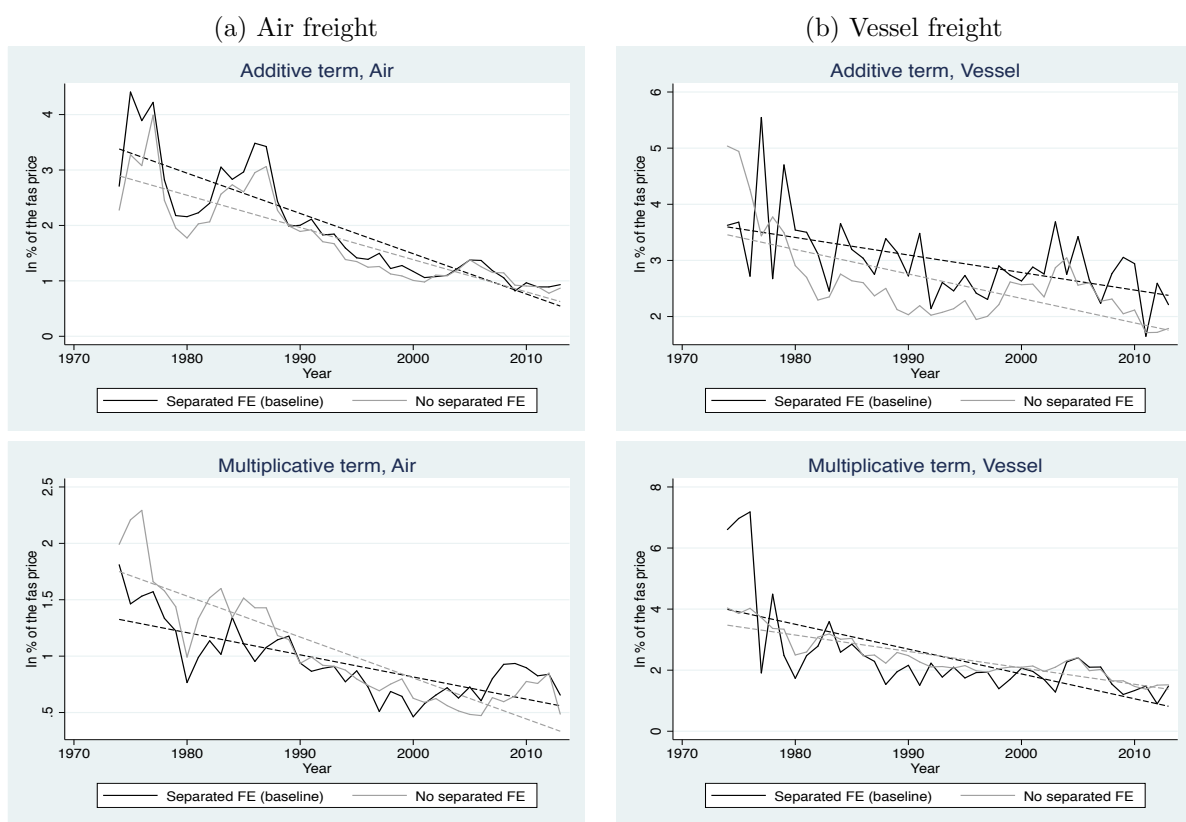 (a) Air freight
Additive term, Air
In % of the fas price
4
3
2
1
0
1970 1980 1990 2000 2010
Year
Separated FE (baseline) No separated FE
Multiplicative term, Air
In % of the fas price
2.5
2
1.5
1
.5
1970 1980 1990 2000 2010
Year
Separated FE (baseline) No separated FE
(b) Vessel freight
Additive term, Vessel
In % of the fas price
6
5
4
3
2
1970 1980 1990 2000 2010
Year
Separated FE (baseline) No separated FE
Multiplicative term, Vessel
In % of the fas price
8
6
4
2
0
1970 1980 1990 2000 2010
Year
Separated FE (baseline) No separated FE